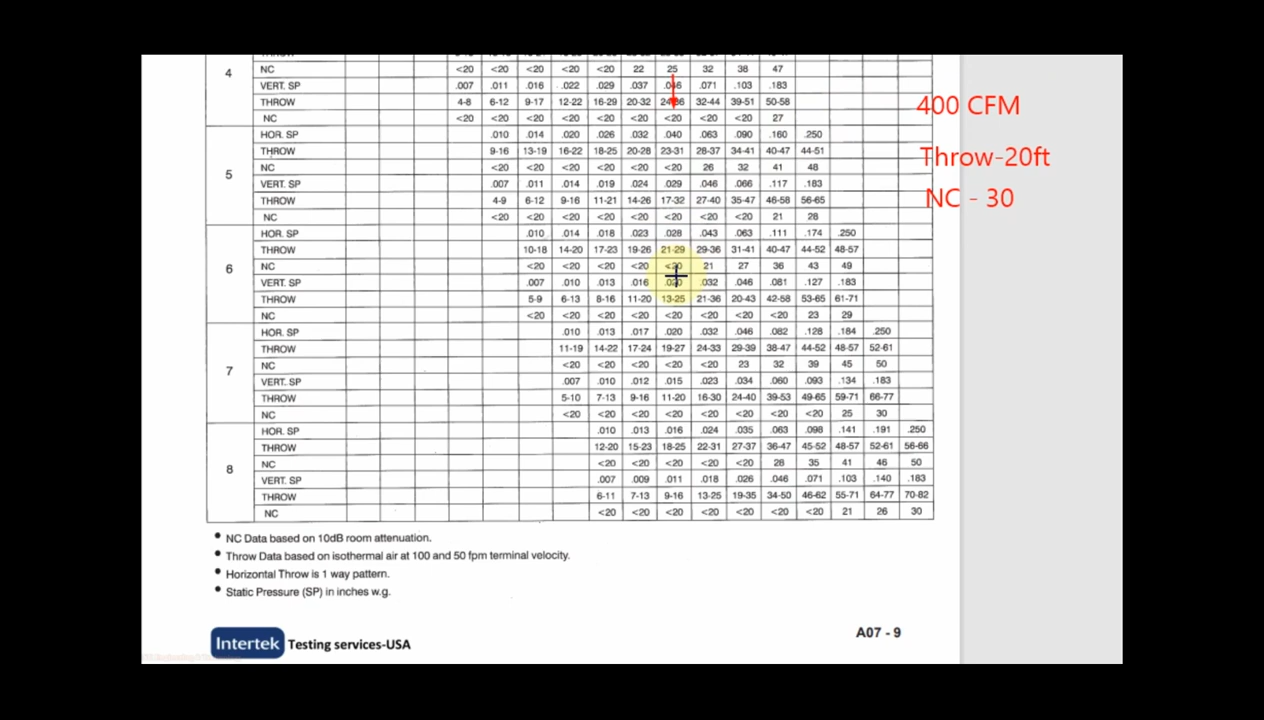 4
NC <20 <20 <20 <20 <20 22 25 32 38 47
VERT. SP .007 .011 .016 .022 .029 .037 .046 .071 .103 .183
THROW 4-8 6-12 9-17 12-22 16-29 20-32 24-36 32-44 39-51 50-58
NC <20 <20 <20 <20 <20 <20 <20 <20 <20 27
400 CFM
HOR. SP .010 .014 .020 .026 .032 .040 .063 .090 .160 .250
THROW 9-16 13-19 16-22 18-25 20-28 23-31 28-37 34-41 40-47 44-51
Throw-20ft
5
NC <20 <20 <20 <20 <20 <20 26 32 41 48
VERT. SP .007 .011 .014 .019 .024 .029 .046 .066 .117 .183
THROW 4-9 6-12 9-16 11-21 14-26 17-32 27-40 35-47 46-58 56-65
NC - 30
NC <20 <20 <20 <20 <20 <20 <20 <20 21 28
HOR. SP .010 .014 .018 .023 .028 .043 .063 .111 .174 .250
THROW 10-18 14-20 17-23 19-26 21-29 29-36 31-41 40-47 44-52 48-57
6
NC <20 <20 <20 <20 <20 21 27 36 43 49
VERT. SP .007 .010 .013 .016 .020 .032 .046 .081 .127 .183
THROW 5-9 6-13 8-16 11-20 13-25 21-36 20-43 42-58 53-65 61-71
NC <20 <20 <20 <20 <20 <20 <20 <20 23 29
HOR. SP .010 .013 .017 .020 .032 .046 .082 .128 .184 .250
THROW 11-19 14-22 17-24 19-27 24-33 29-39 38-47 44-52 48-57 52-61
7
NC <20 <20 <20 <20 <20 23 32 39 45 50
VERT. SP .007 .010 .012 .015 .023 .034 .060 .093 .134 .183
THROW 5-10 7-13 9-16 11-20 16-30 24-40 39-53 49-65 59-71 66-77
NC <20 <20 <20 <20 <20 <20 <20 <20 25 30
HOR. SP .010 .013 .016 .024 .035 .063 .098 .141 .191 .250
THROW 12-20 15-23 18-25 22-31 27-37 36-47 45-52 48-57 52-61 56-66
8
NC <20 <20 <20 <20 <20 28 35 41 46 50
VERT. SP .007 .009 .011 .018 .026 .046 .071 .103 .140 .183
THROW 6-11 7-13 9-16 13-25 19-35 34-50 46-62 55-71 64-77 70-82
NC <20 <20 <20 <20 <20 <20 <20 21 26 30
• NC Data based on 10dB room attenuation.
• Throw Data based on isothermal air at 100 and 50 fpm terminal velocity.
• Horizontal Throw is 1 way pattern.
• Static Pressure (SP) in inches w.g.
A07 - 9
Intertek Testing services-USA